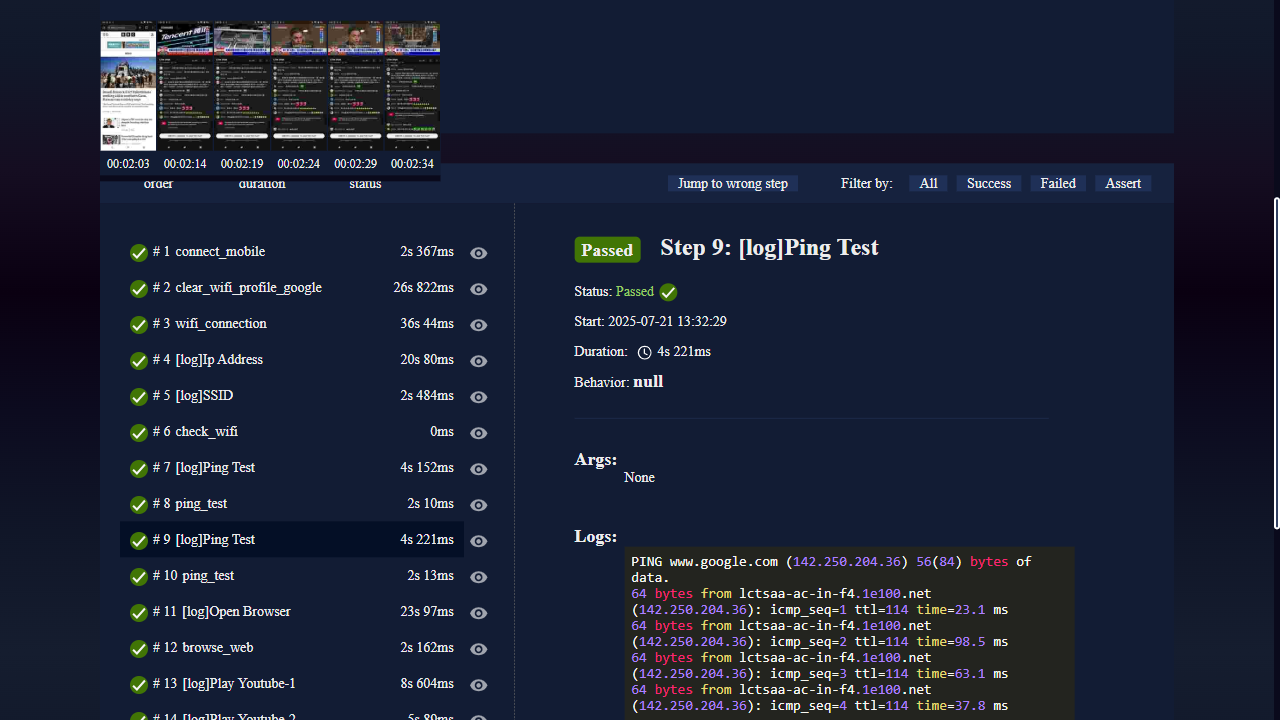 00:02:03 00:02:14 00:02:19 00:02:24 00:02:29 00:02:34
order duration status
Jump to wrong step Filter by: All Success Failed Assert
# 1 connect_mobile 2s 367ms
# 2 clear_wifi_profile_google 26s 822ms
# 3 wifi_connection 36s 44ms
# 4 [log]Ip Address 20s 80ms
# 5 [log]SSID 2s 484ms
# 6 check_wifi 0ms
# 7 [log]Ping Test 4s 152ms
# 8 ping_test 2s 10ms
# 9 [log]Ping Test 4s 221ms
# 10 ping_test 2s 13ms
# 11 [log]Open Browser 23s 97ms
# 12 browse_web 2s 162ms
# 13 [log]Play Youtube-1 8s 604ms
# 14 [log]Play Youtube-2 5s 89ms
Passed Step 9: [log]Ping Test
Status: Passed
Start: 2025-07-21 13:32:29
Duration: 4s 221ms
Behavior: null
Args:
None
Logs:
PING www.google.com (142.250.204.36) 56(84) bytes of
data.
64 bytes from lctsaa-ac-in-f4.1e100.net
(142.250.204.36): icmp_seq=1 ttl=114 time=23.1 ms
64 bytes from lctsaa-ac-in-f4.1e100.net
(142.250.204.36): icmp_seq=2 ttl=114 time=98.5 ms
64 bytes from lctsaa-ac-in-f4.1e100.net
(142.250.204.36): icmp_seq=3 ttl=114 time=63.1 ms
64 bytes from lctsaa-ac-in-f4.1e100.net
(142.250.204.36): icmp_seq=4 ttl=114 time=37.8 ms